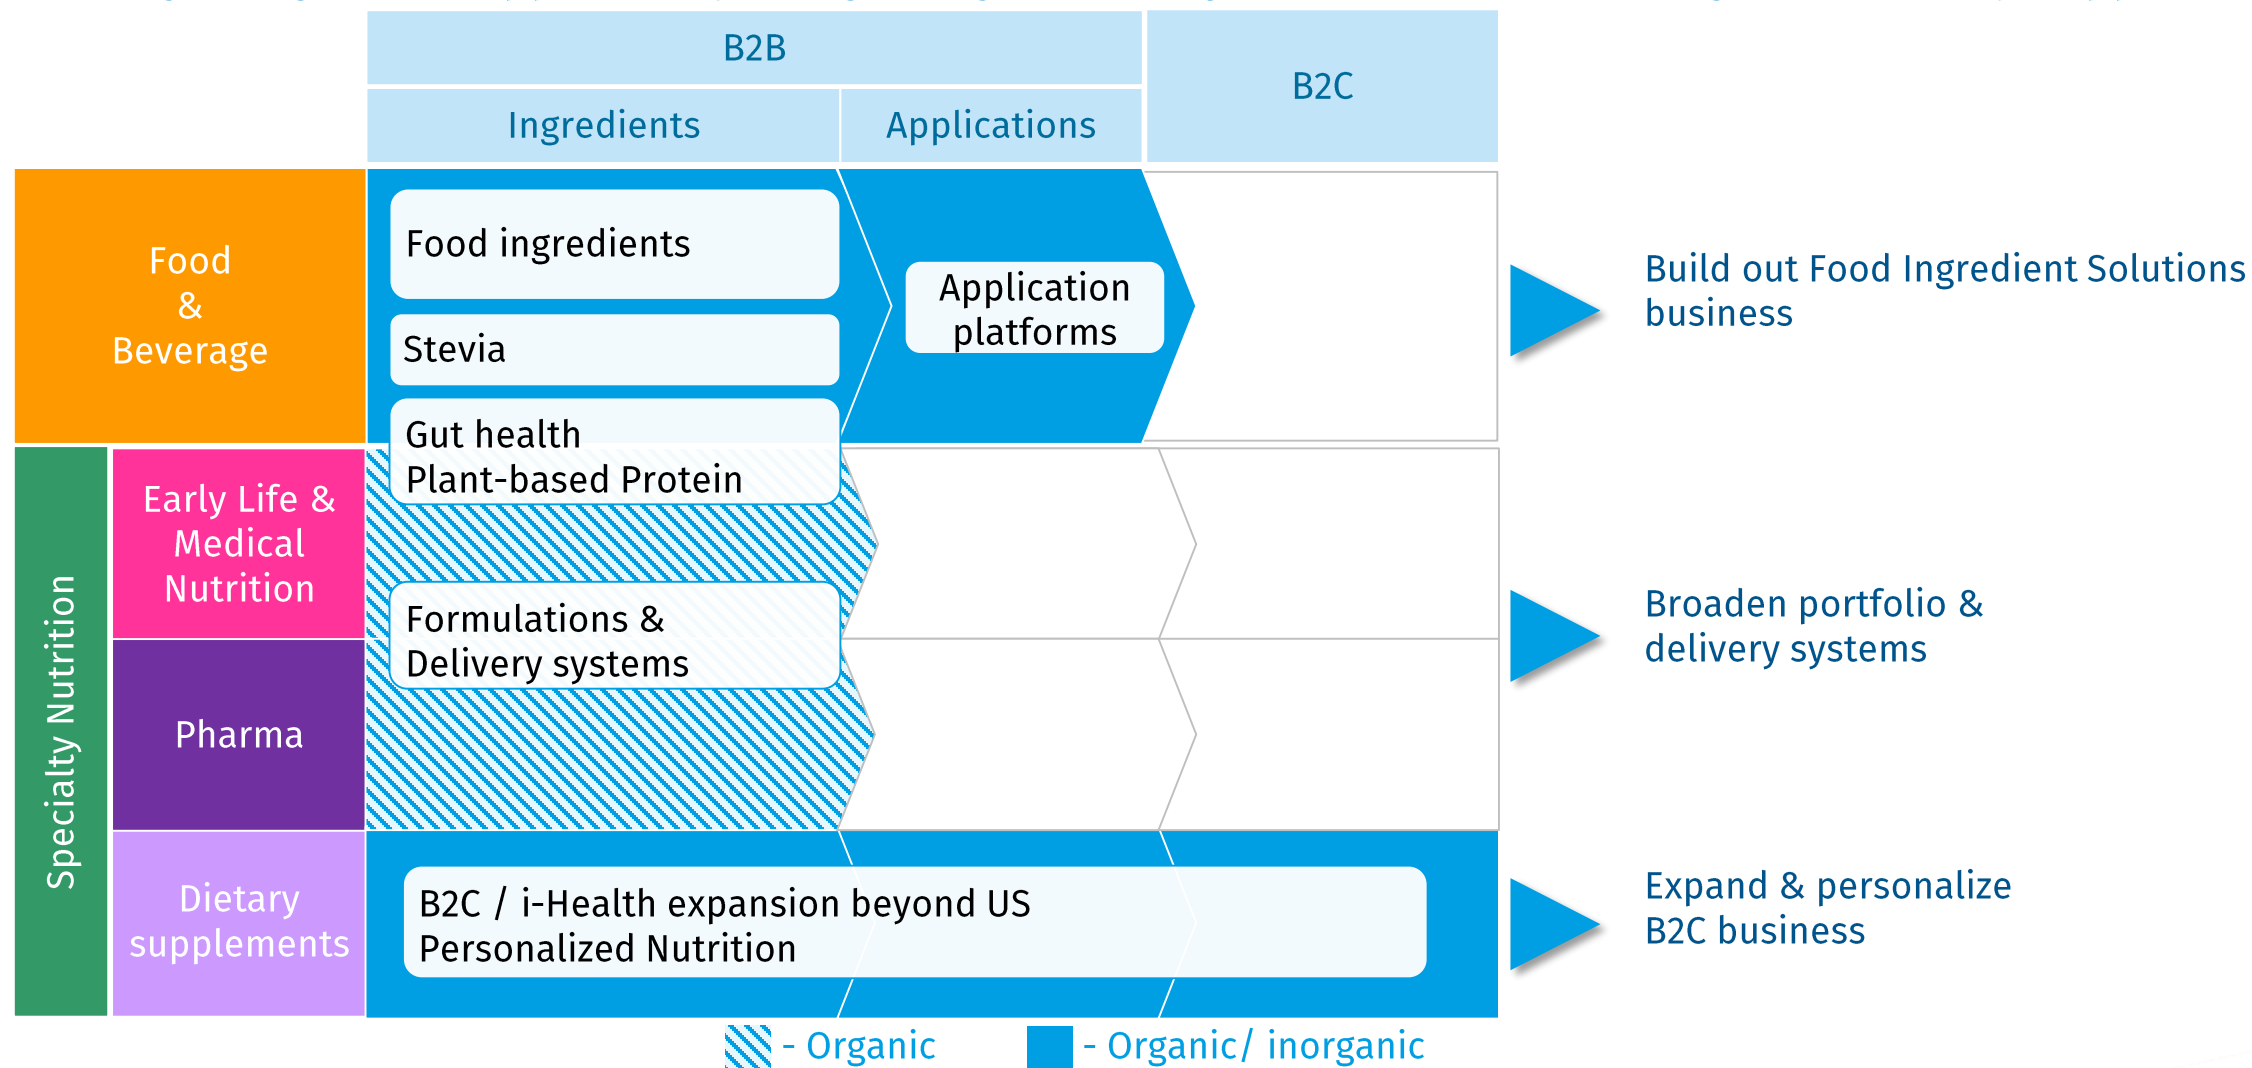 B2B
B2C
Ingredients
Applications
Food
&
Beverage
Food ingredients
Stevia
Gut health
Plant-based Protein
Application
platforms
Build out Food Ingredient Solutions
business
Specialty Nutrition
Early Life &
Medical
Nutrition
Formulations &
Delivery systems
Pharma
Broaden portfolio &
delivery systems
Dietary
supplements
B2C / i-Health expansion beyond US
Personalized Nutrition
Expand & personalize
B2C business
- Organic
- Organic/ inorganic